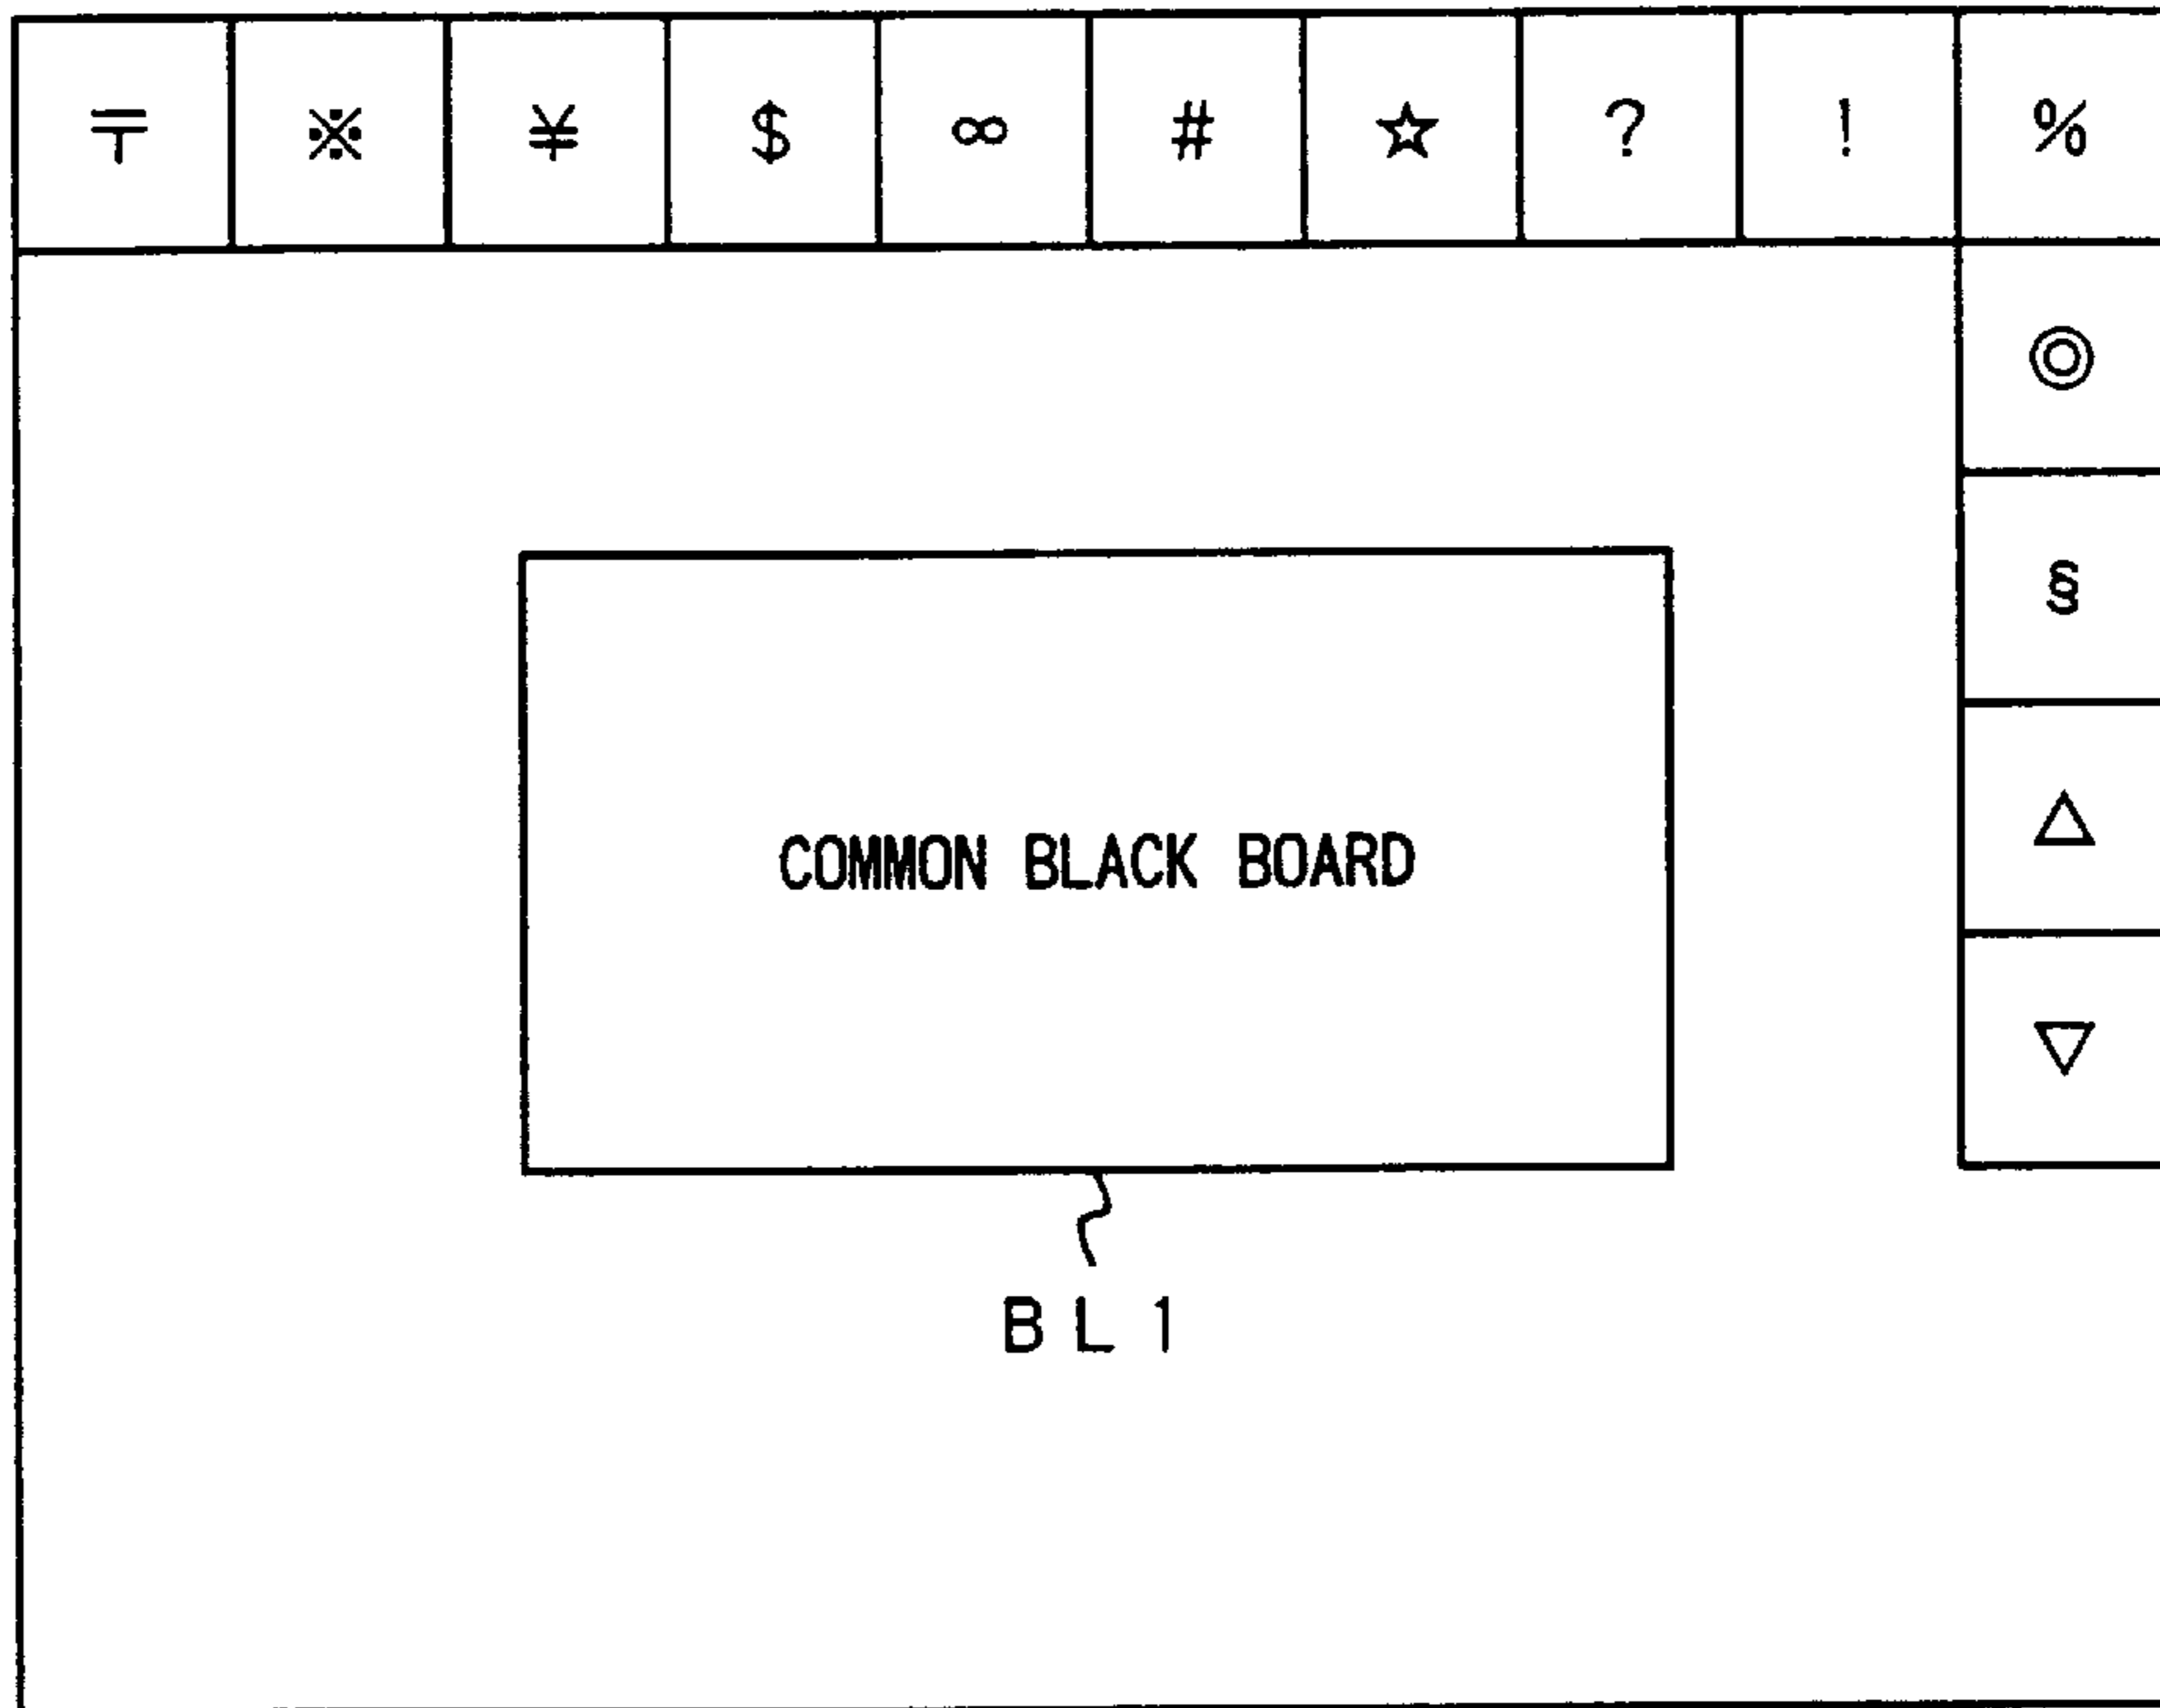 〒 ※ ¥ $ ∞ # ☆ ? ! %
◎
§
△
▽
COMMON BLACK BOARD
BL1